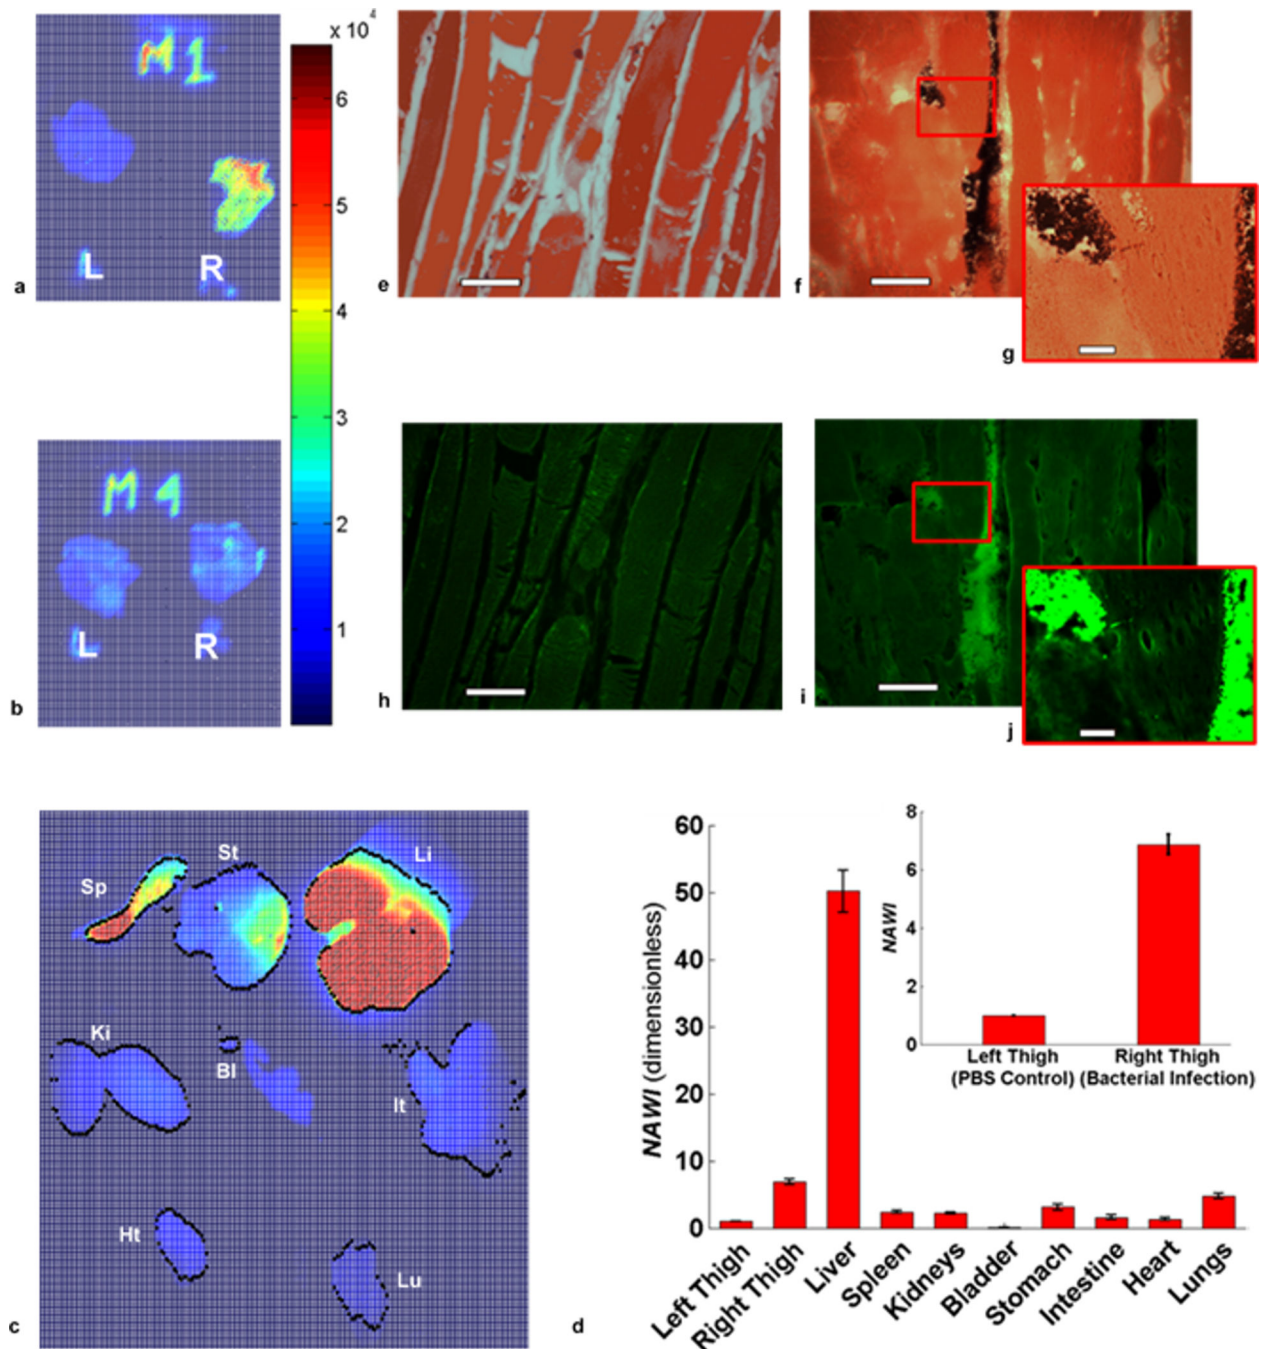 x 10⁴
6
5
4
3
2
1
M1
L R
a
M1
L R
b
e
f
g
h
i
j
Sp
St
Li
Ki
Bl
It
Ht
Lu
c
NAWI (dimensionless)
60
50
40
30
20
10
0
Left Thigh
Right Thigh
Liver
Spleen
Kidneys
Bladder
Stomach
Intestine
Heart
Lungs
NAWI
8
6
4
2
0
Left Thigh Right Thigh
(PBS Control) (Bacterial Infection)
d